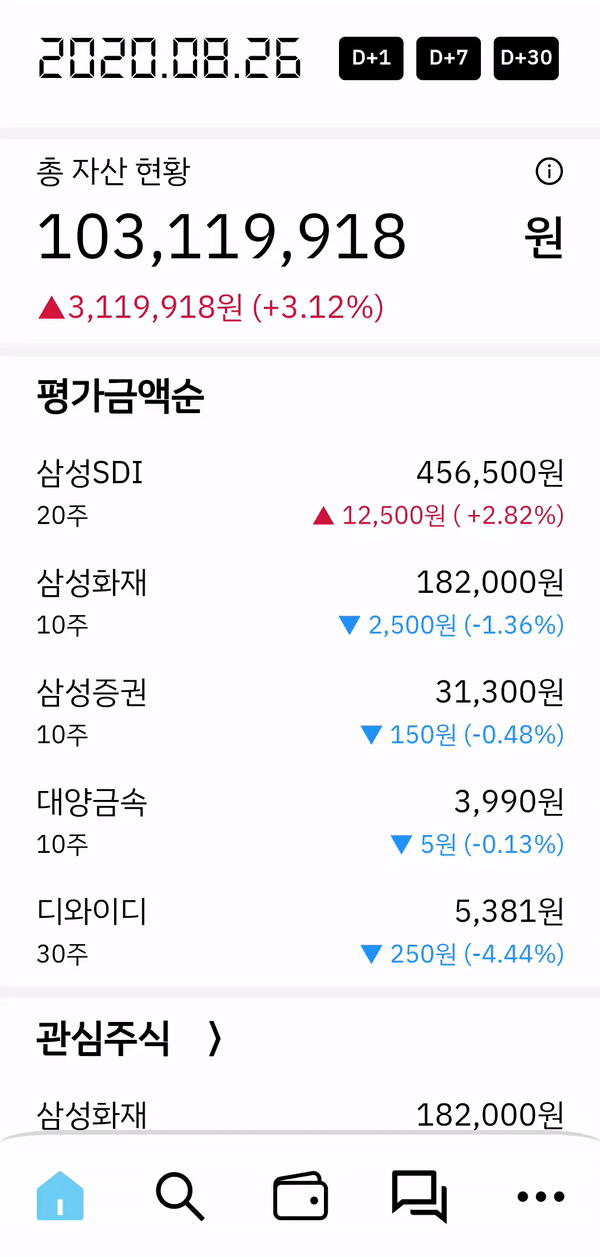 2020.08.26 D+1 D+7 D+30
총 자산 현황
103,119,918 원
▲3,119,918원 (+3.12%)
평가금액순
삼성SDI 456,500원
20주 ▲ 12,500원 ( +2.82%)
삼성화재 182,000원
10주 ▼ 2,500원 (-1.36%)
삼성증권 31,300원
10주 ▼ 150원 (-0.48%)
대양금속 3,990원
10주 ▼ 5원 (-0.13%)
디와이디 5,381원
30주 ▼ 250원 (-4.44%)
관심주식 〉
삼성화재 182,000원